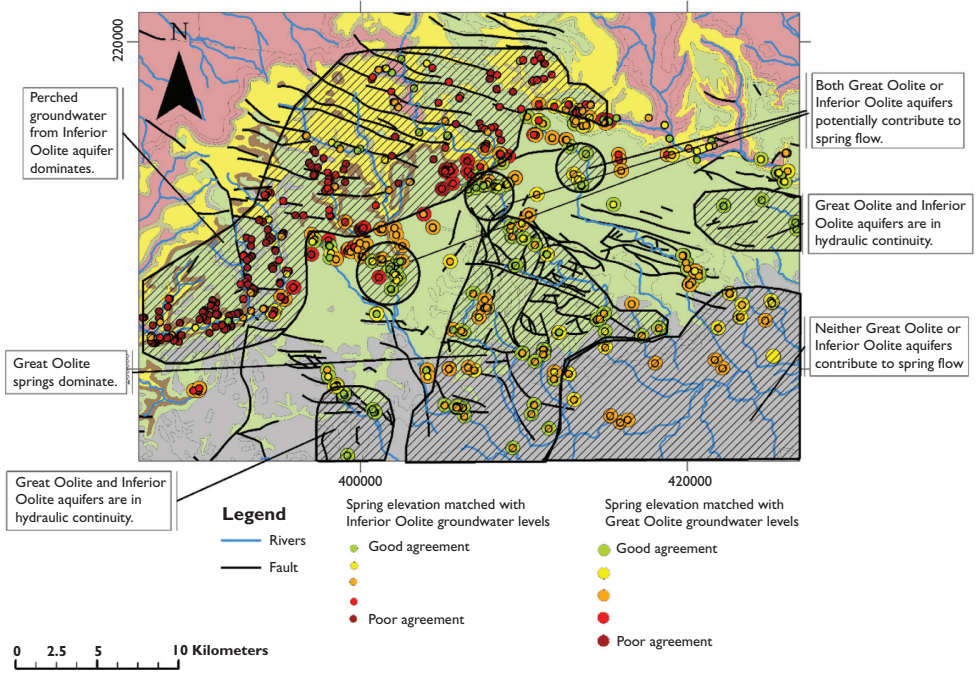 220000
N
Perched
groundwater
from Inferior
Oolite aquifer
dominates.
Both Great Oolite or
Inferior Oolite aquifers
potentially contribute to
spring flow.
Great Oolite and Inferior
Oolite aquifers are in
hydraulic continuity.
Neither Great Oolite or
Inferior Oolite aquifers
contribute to spring flow
Great Oolite
springs dominate.
Great Oolite and Inferior
Oolite aquifers are in
hydraulic continuity.
400000
420000
Legend
Rivers
Fault
Spring elevation matched with
Inferior Oolite groundwater levels
Good agreement
Poor agreement
Spring elevation matched with
Great Oolite groundwater levels
Good agreement
Poor agreement
0 2.5 5 10 Kilometers